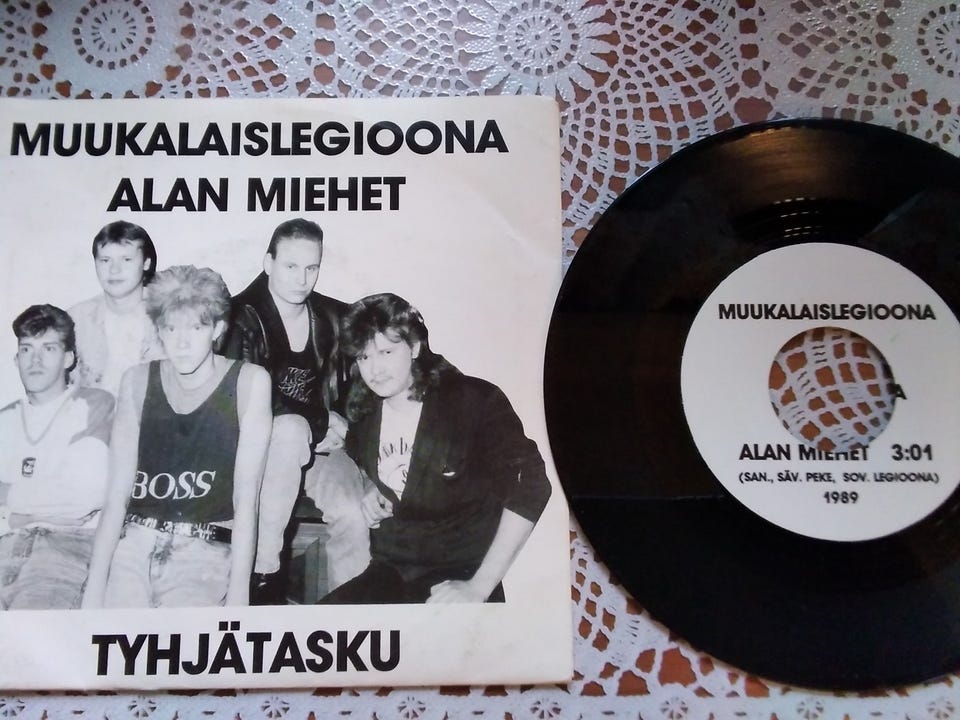 MUUKALAISLEGIOONA
ALAN MIEHET
BOSS
TYHJÄTASKU
MUUKALAISLEGIOONA
A
ALAN MIEHET 3:01
(SAN., SÄV. PEKE, SOV. LEGIOONA)
1989